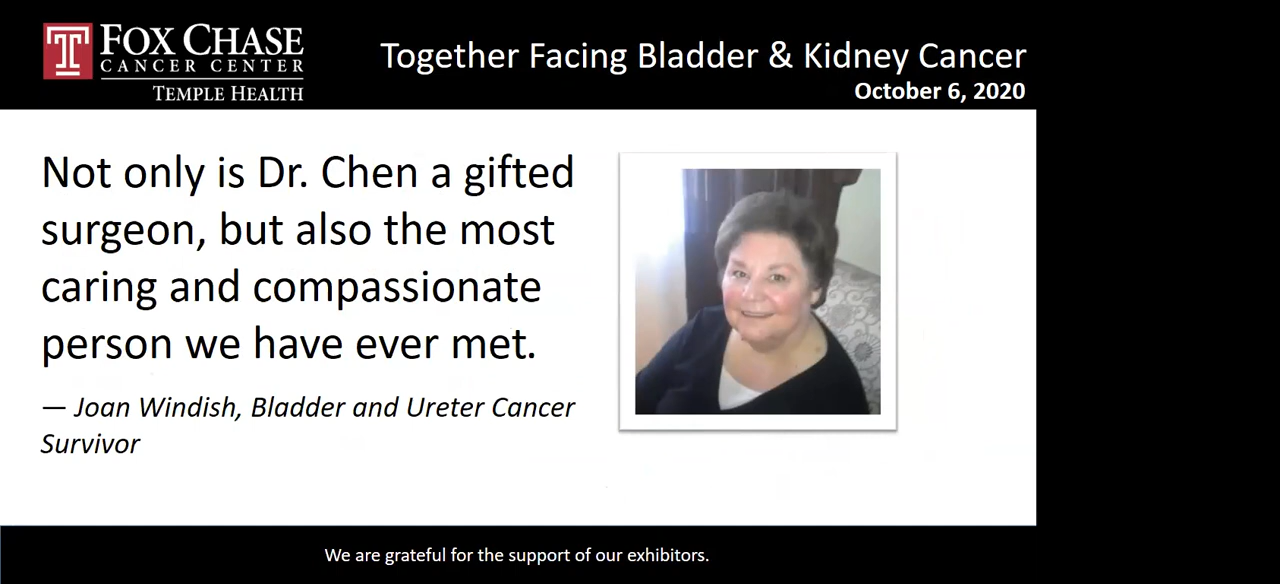 FOX CHASE
CANCER CENTER
TEMPLE HEALTH
Together Facing Bladder & Kidney Cancer
October 6, 2020
Not only is Dr. Chen a gifted
surgeon, but also the most
caring and compassionate
person we have ever met.
— Joan Windish, Bladder and Ureter Cancer
Survivor
We are grateful for the support of our exhibitors.